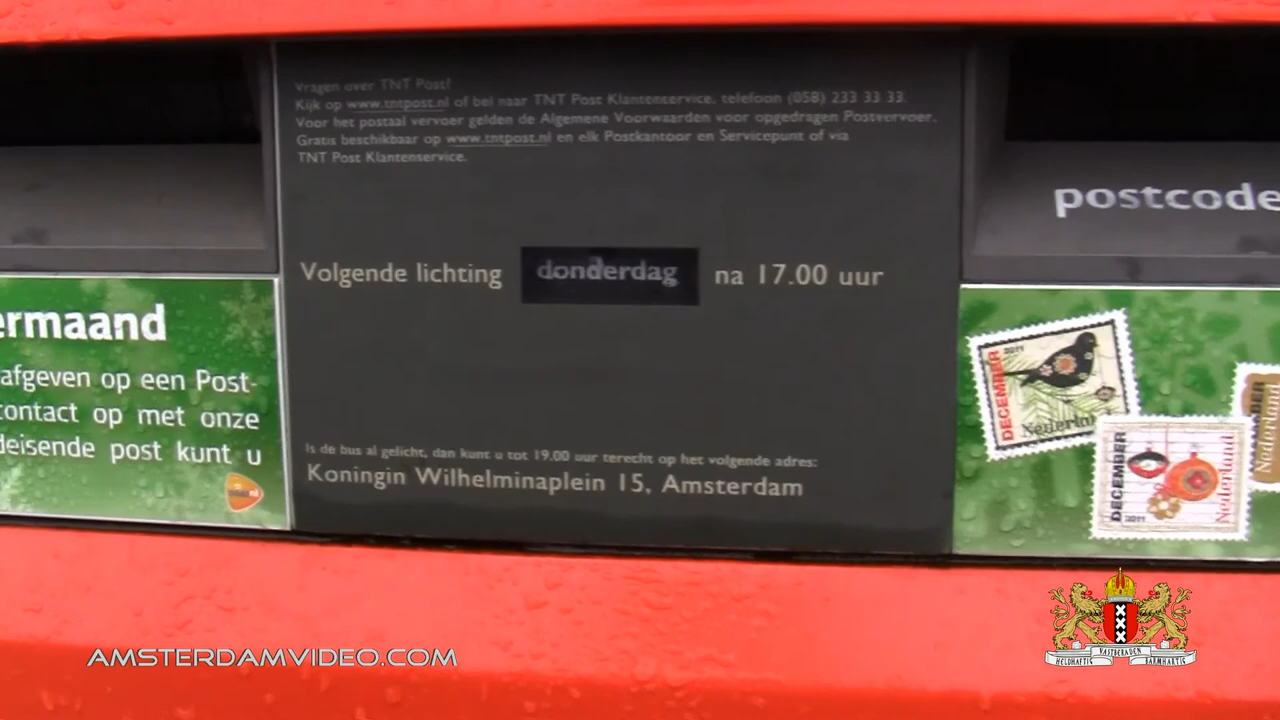 Vragen over TNT Post?
Kijk op www.tntpost.nl of bel naar TNT Post Klantenservice, telefoon (058) 233 33 33.
Voor het postaal vervoer gelden de Algemene Voorwaarden voor opgedragen Postvervoer.
Gratis beschikbaar op www.tntpost.nl en elk Postkantoor en Servicepunt of via
TNT Post Klantenservice.
postcode
Volgende lichting donderdag na 17.00 uur
ermaand
afgeven op een Post-
contact op met onze
deisende post kunt u
DECEMBER 2011 Nederland
DECEMBER 2011 Nederland
Nederland
Is de bus al gelicht, dan kunt u tot 19.00 uur terecht op het volgende adres:
Koningin Wilhelminaplein 15, Amsterdam
AMSTERDAMVIDEO.COM
HELDHAFTIG VASTBERADEN BARMHARTIG